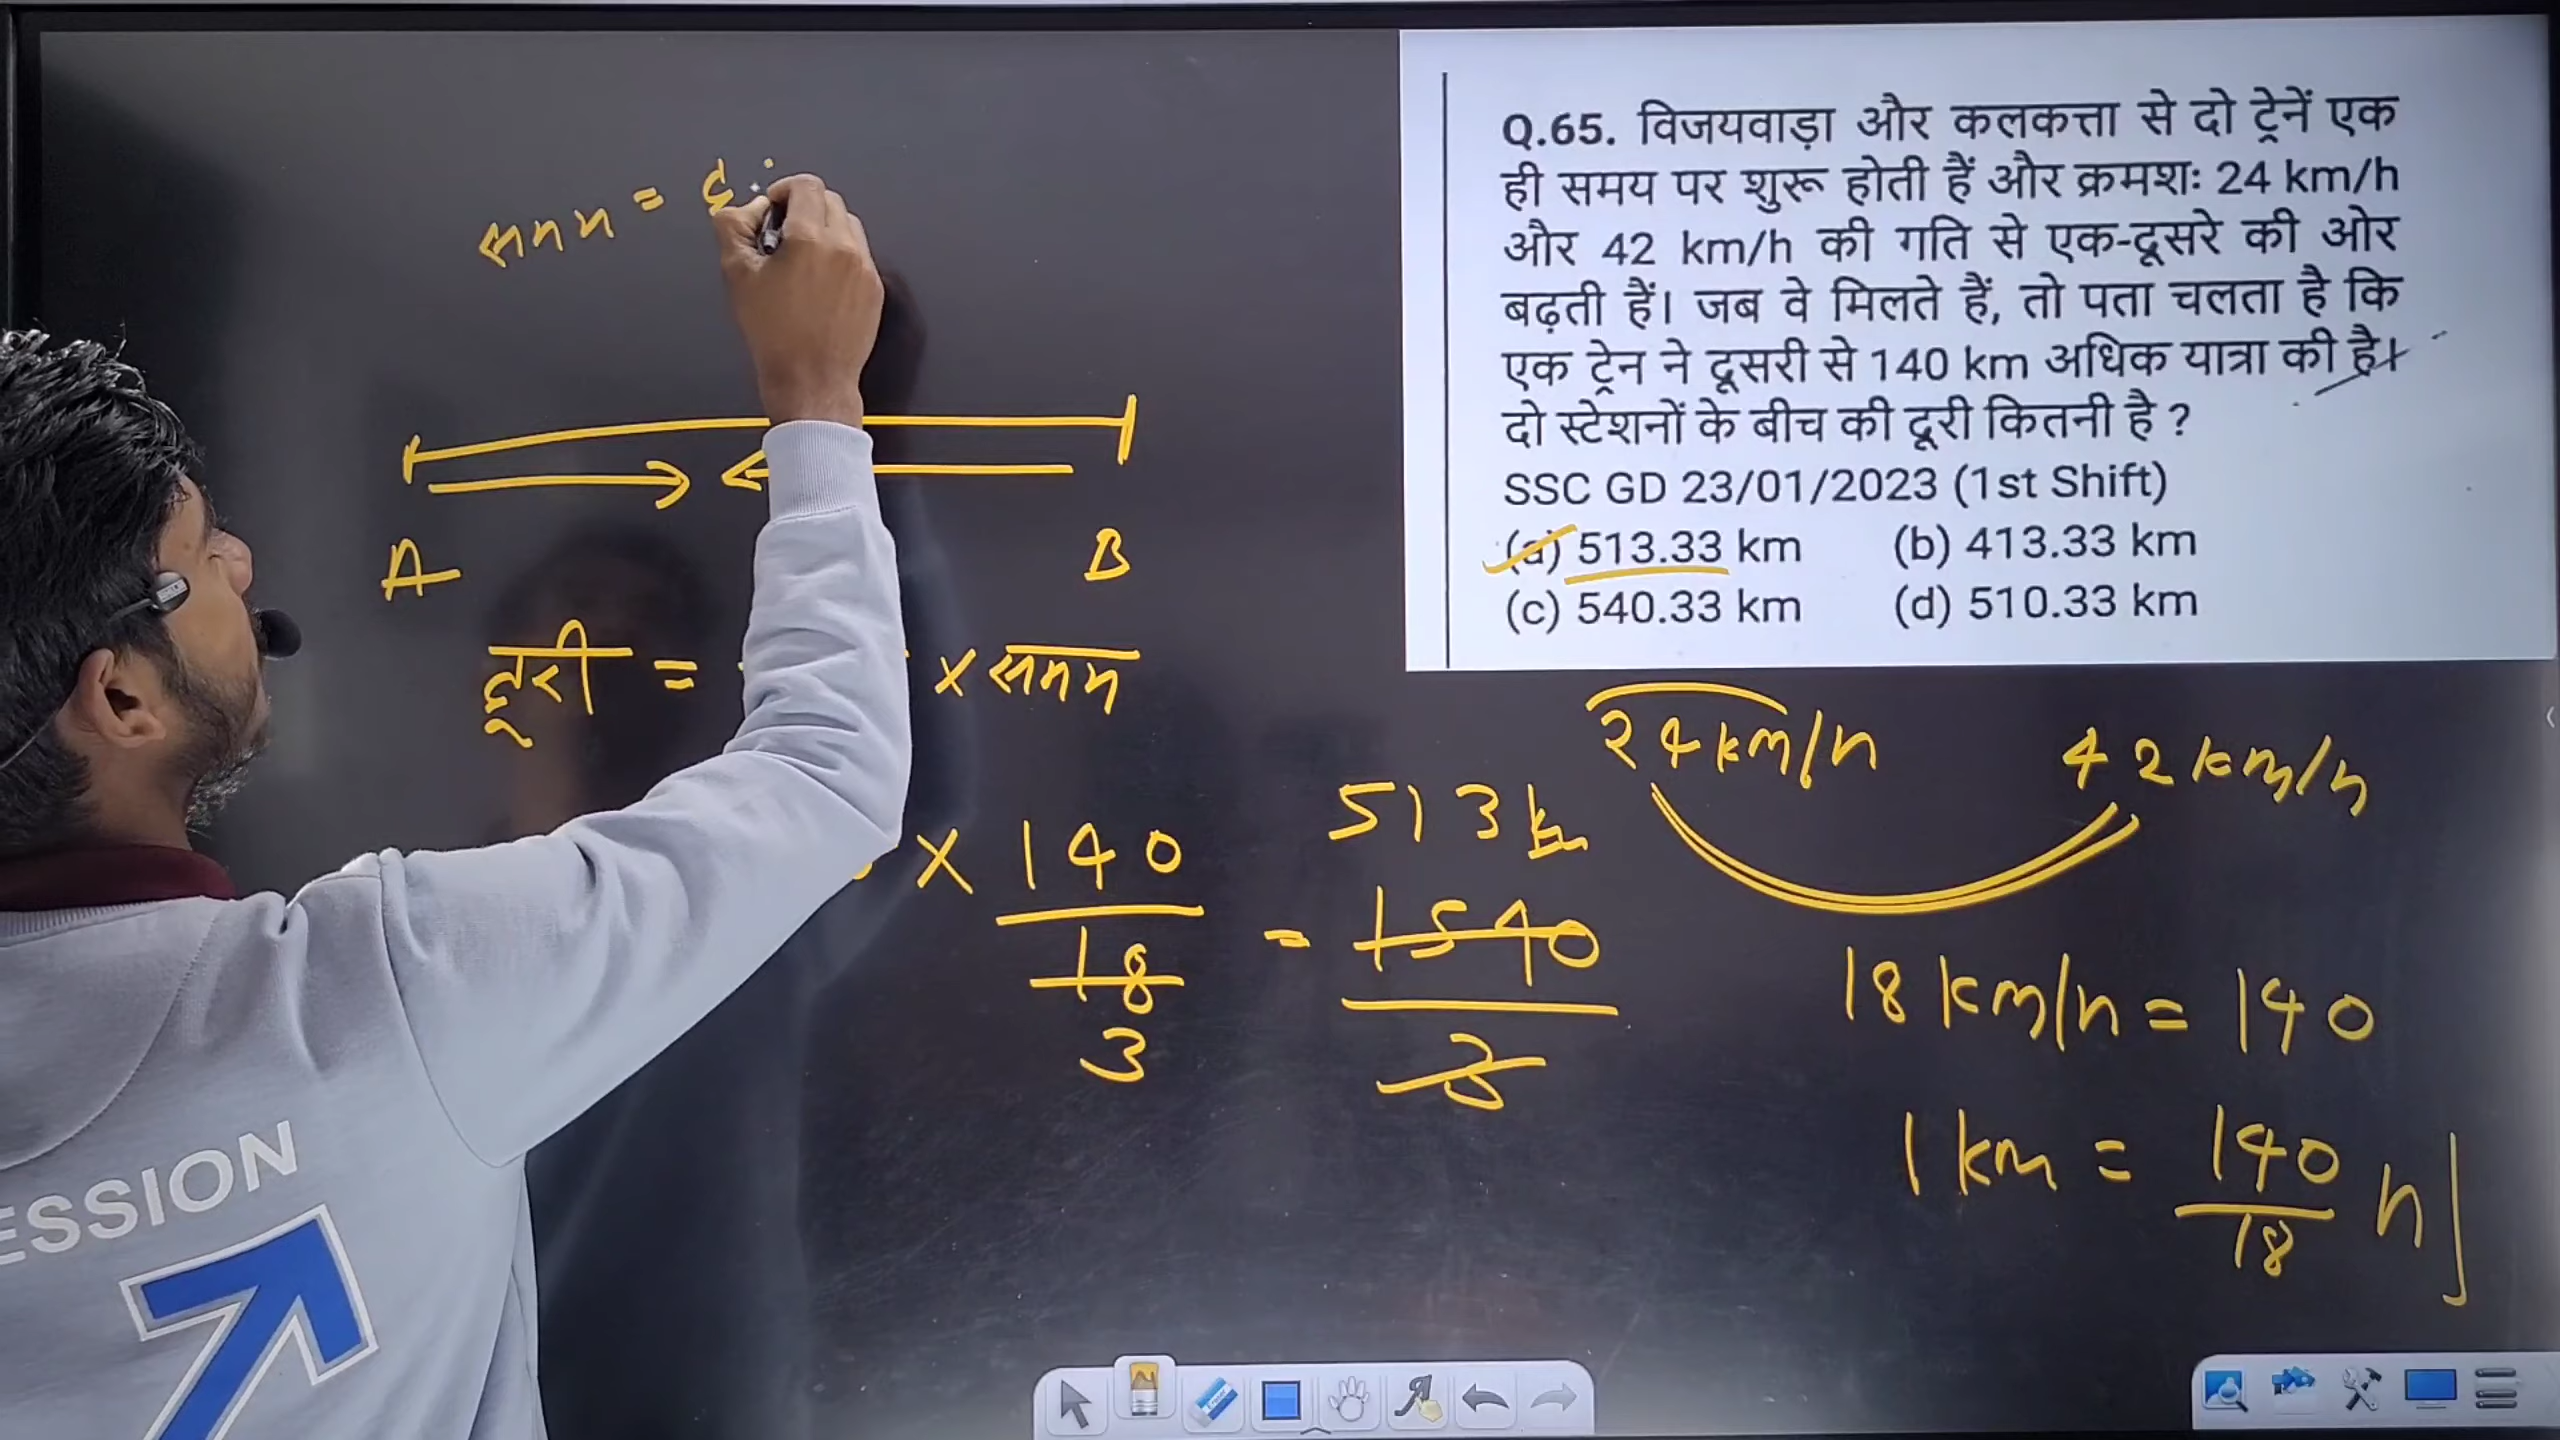 Q.65. विजयवाड़ा और कलकत्ता से दो ट्रेनें एक
ही समय पर शुरू होती हैं और क्रमशः 24 km/h
और 42 km/h की गति से एक-दूसरे की ओर
बढ़ती हैं। जब वे मिलते हैं, तो पता चलता है कि
एक ट्रेन ने दूसरी से 140 km अधिक यात्रा की है।
दो स्टेशनों के बीच की दूरी कितनी है ?
SSC GD 23/01/2023 (1st Shift)
(a) 513.33 km (b) 413.33 km
(c) 540.33 km (d) 510.33 km
समय =
A B
दूरी = × समय
× 140
18
3
= 1540
3
513 km
24 km/h 42 km/h
18 km/h = 140
1 km = 140
18 h
ESSION